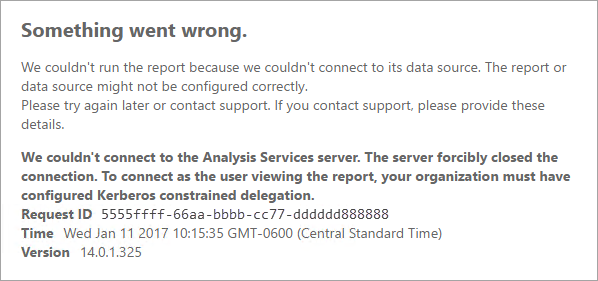 Something went wrong.
We couldn't run the report because we couldn't connect to its data source. The report or
data source might not be configured correctly.
Please try again later or contact support. If you contact support, please provide these
details.
We couldn't connect to the Analysis Services server. The server forcibly closed the
connection. To connect as the user viewing the report, your organization must have
configured Kerberos constrained delegation.
Request ID 5555ffff-66aa-bbbb-cc77-dddddd888888
Time Wed Jan 11 2017 10:15:35 GMT-0600 (Central Standard Time)
Version 14.0.1.325